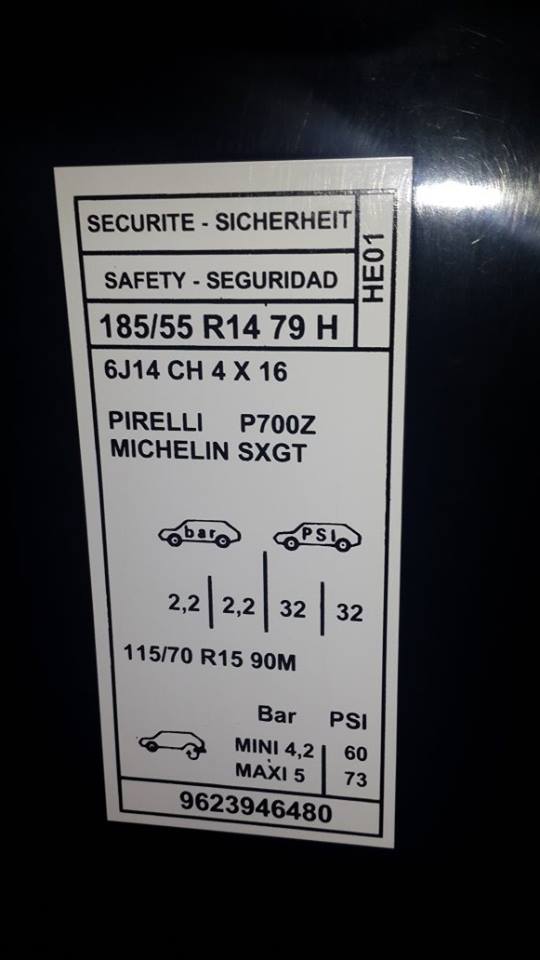 SECURITE - SICHERHEIT
SAFETY - SEGURIDAD
HE01
185/55 R14 79 H
6J14 CH 4 X 16
PIRELLI P700Z
MICHELIN SXGT
bar PSI
2,2 2,2 32 32
115/70 R15 90M
Bar PSI
MINI 4,2 60
MAXI 5 73
9623946480